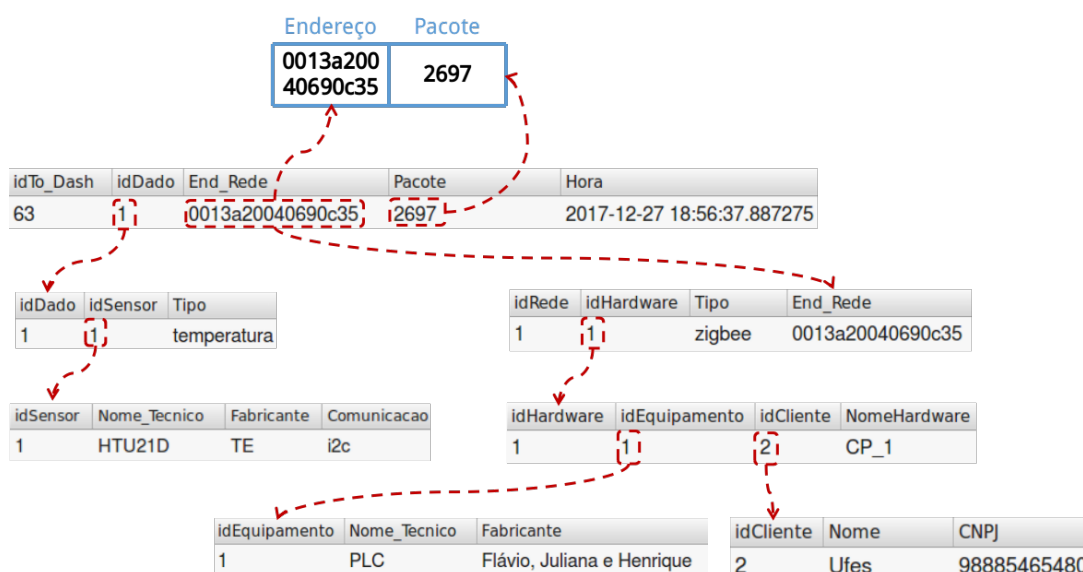 Endereço Pacote
0013a200
40690c35
2697
idTo_Dash idDado End_Rede Pacote Hora
63 1 0013a20040690c35 2697 2017-12-27 18:56:37.887275
idDado idSensor Tipo
1 1 temperatura
idRede idHardware Tipo End_Rede
1 1 zigbee 0013a20040690c35
idSensor Nome_Tecnico Fabricante Comunicacao
1 HTU21D TE i2c
idHardware idEquipamento idCliente NomeHardware
1 1 2 CP_1
idEquipamento Nome_Tecnico Fabricante
1 PLC Flávio, Juliana e Henrique
idCliente Nome CNPJ
2 Ufes 98885465480